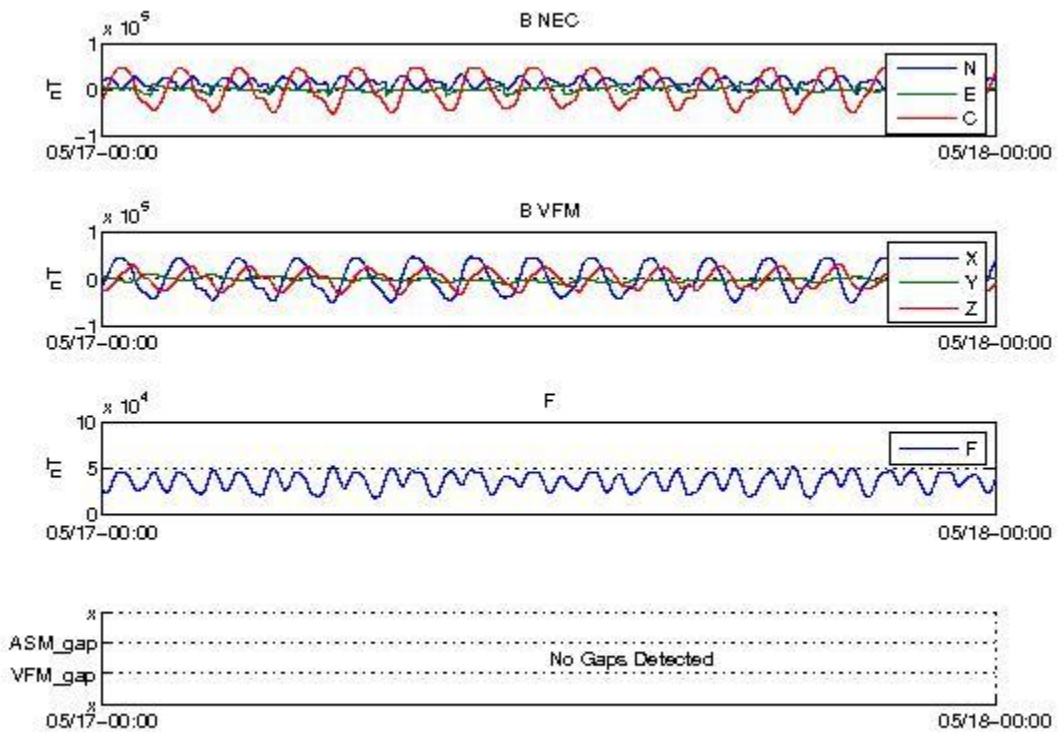 B NEC
x 10^5
1
0
-1
nT
N
E
C
05/17-00:00 05/18-00:00
B VFM
x 10^5
1
0
-1
nT
X
Y
Z
05/17-00:00 05/18-00:00
F
x 10^4
10
5
0
nT
F
05/17-00:00 05/18-00:00
x
ASM_gap
VFM_gap
x
No Gaps Detected
05/17-00:00 05/18-00:00